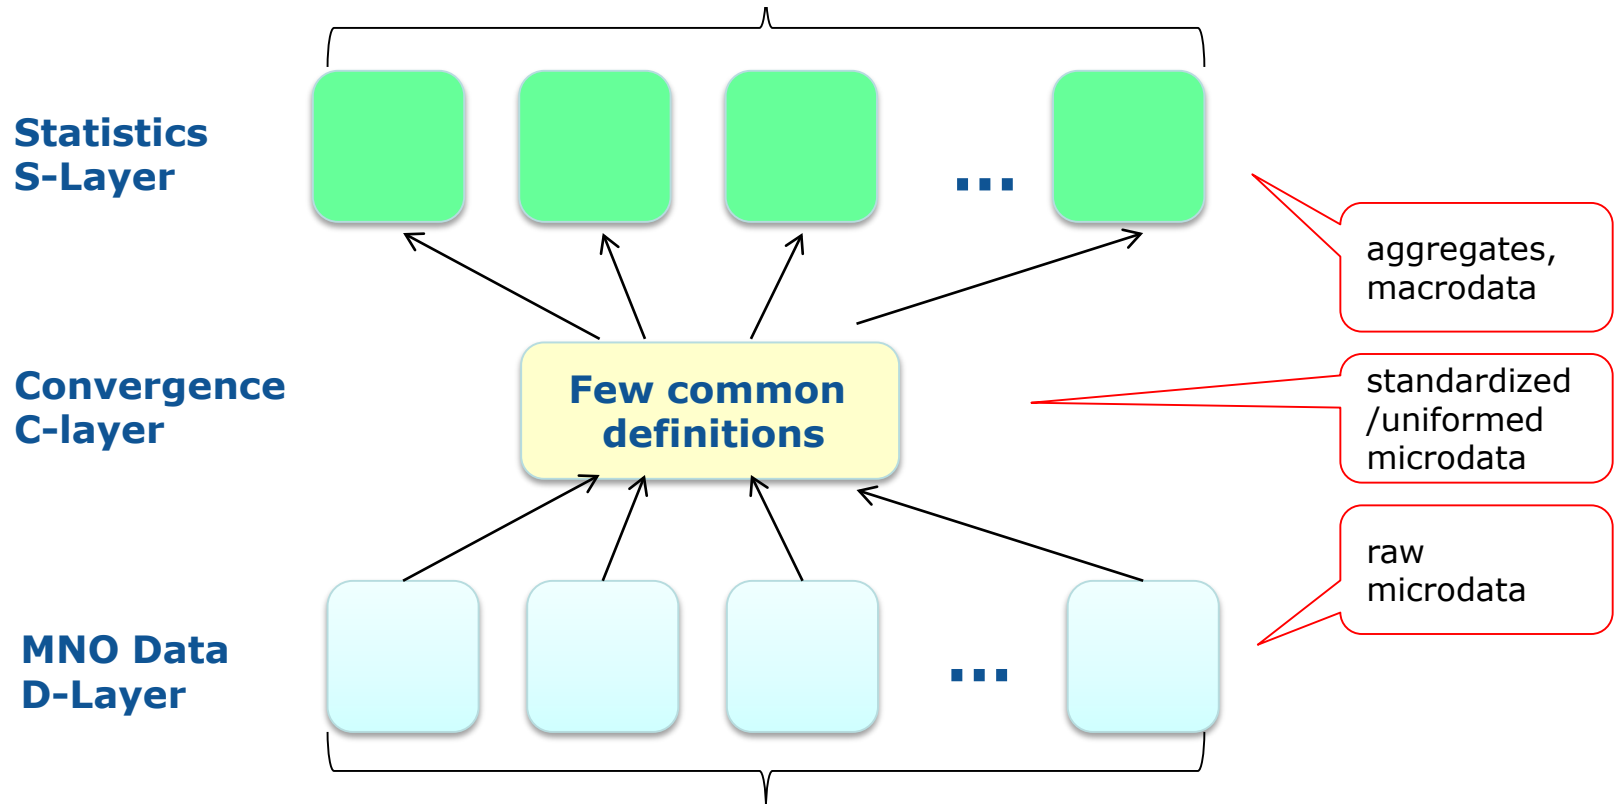 Statistics
S-Layer
...
aggregates,
macrodata
Convergence
C-layer
Few common
definitions
standardized
/uniformed
microdata
raw
microdata
MNO Data
D-Layer
...